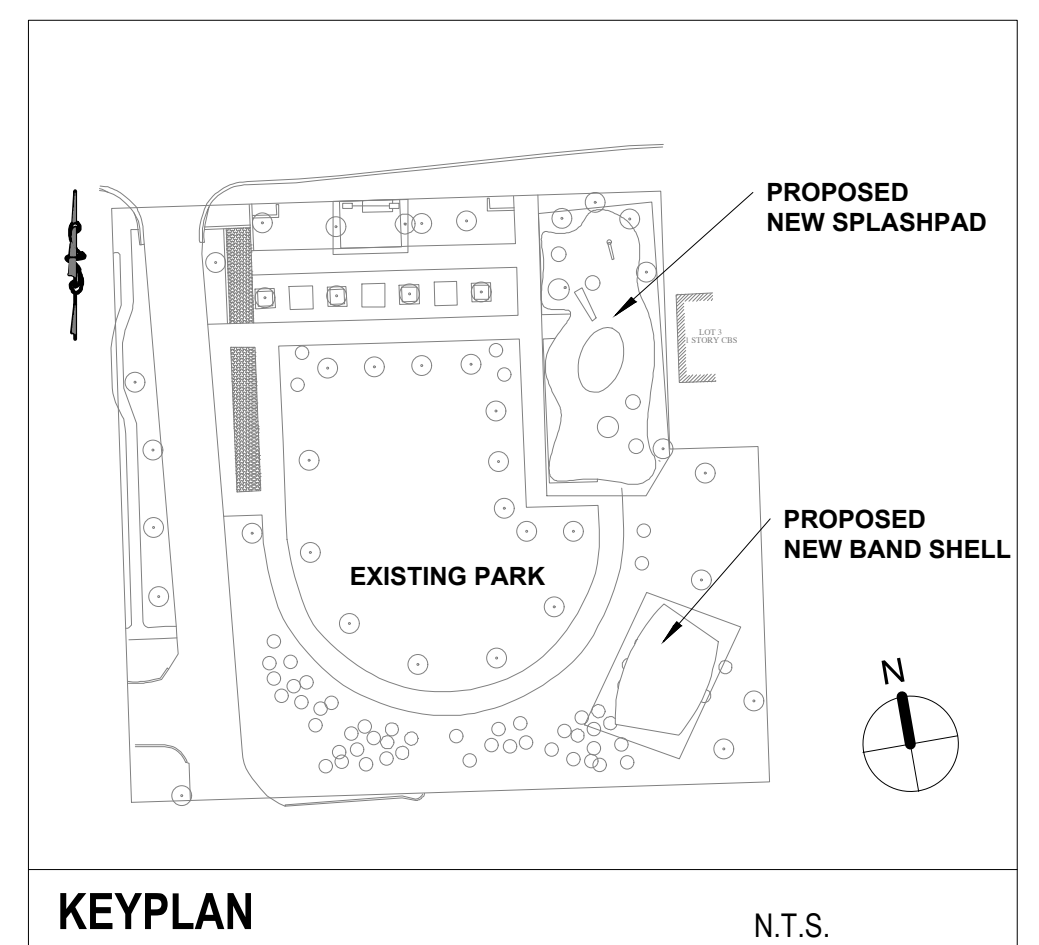 PROPOSED
NEW SPLASHPAD
LOT 3
1 STORY CBS
PROPOSED
NEW BAND SHELL
EXISTING PARK
N
KEYPLAN
N.T.S.